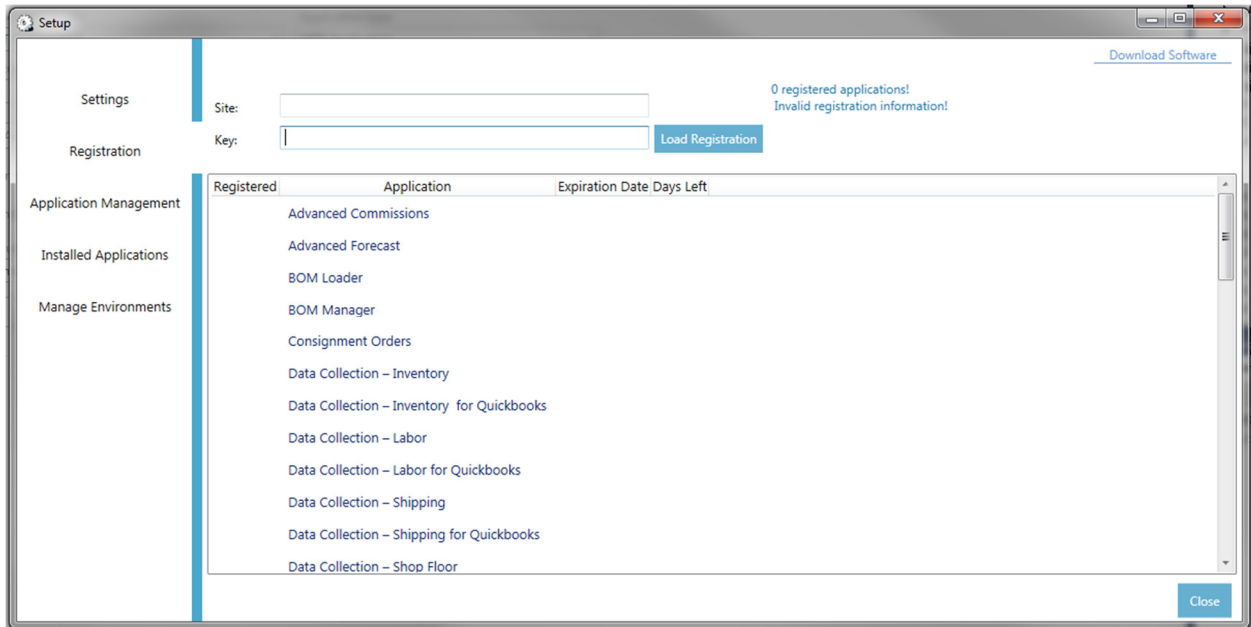 Setup
Download Software
Settings
Registration
Application Management
Installed Applications
Manage Environments
Site:
0 registered applications!
Invalid registration information!
Key:
Load Registration
Registered Application Expiration Date Days Left
Advanced Commissions
Advanced Forecast
BOM Loader
BOM Manager
Consignment Orders
Data Collection – Inventory
Data Collection – Inventory  for Quickbooks
Data Collection – Labor
Data Collection – Labor for Quickbooks
Data Collection – Shipping
Data Collection – Shipping for Quickbooks
Data Collection – Shop Floor
Close